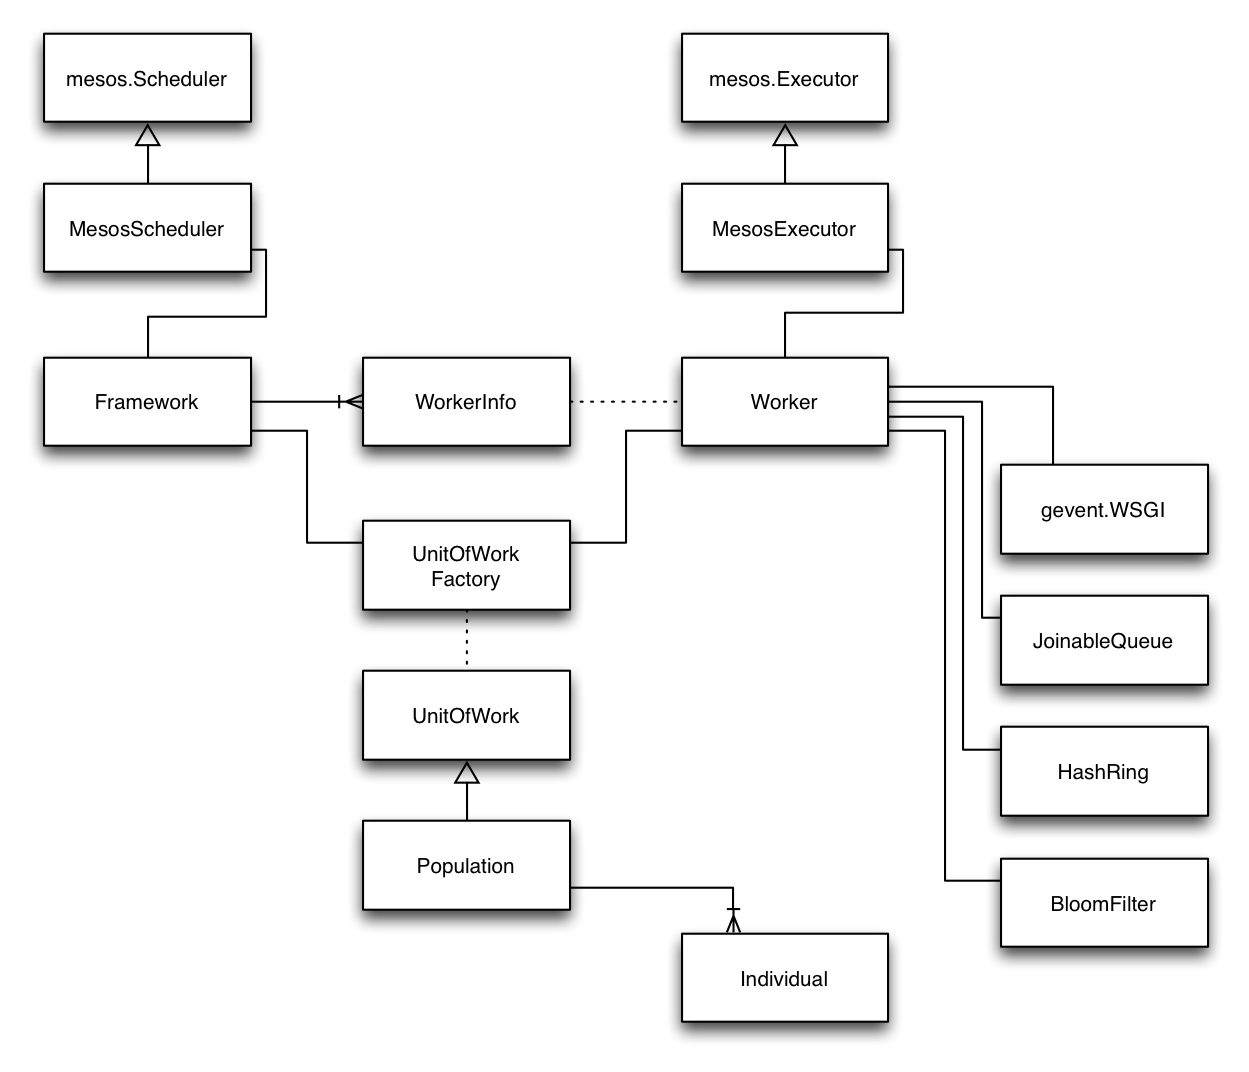 mesos.Scheduler
mesos.Executor
MesosScheduler
MesosExecutor
Framework
WorkerInfo
Worker
gevent.WSGI
UnitOfWork
Factory
JoinableQueue
UnitOfWork
HashRing
Population
BloomFilter
Individual